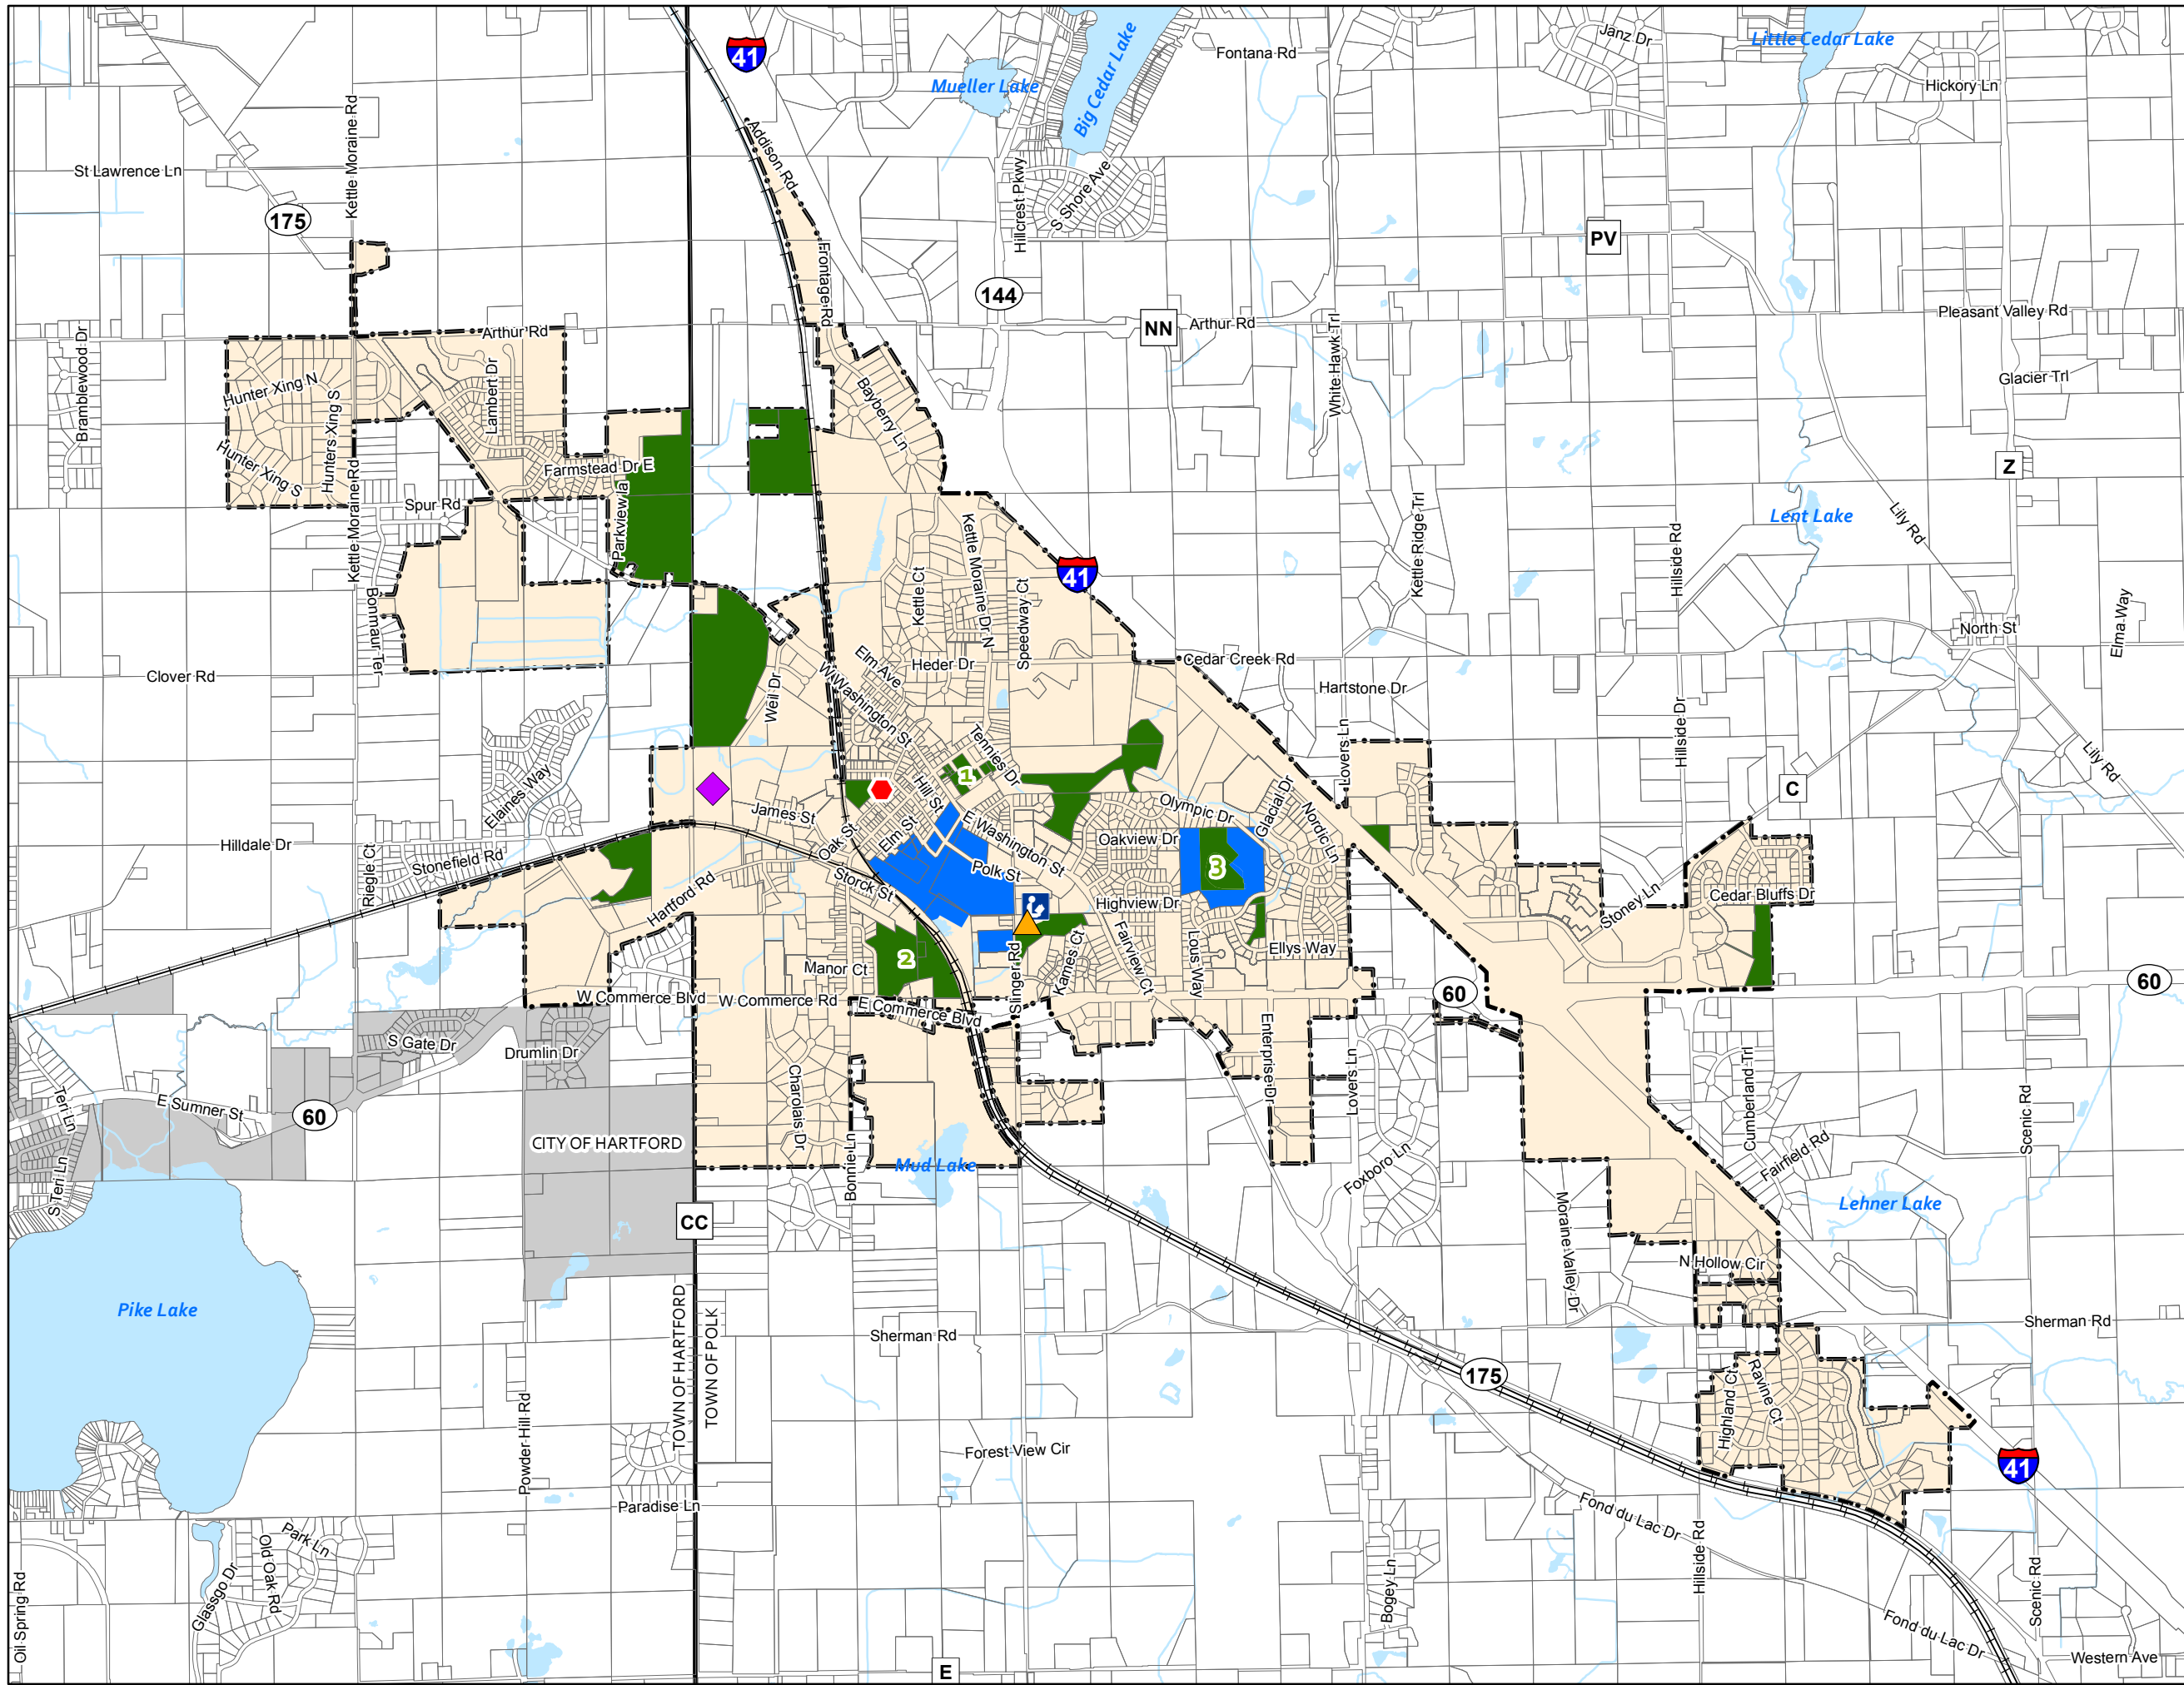 41
Fontana Rd
Janz Dr
Little Cedar Lake
Mueller Lake
Big Cedar Lake
Hickory Ln
Addison Rd
St Lawrence Ln
Kettle Moraine Rd
175
Hillcrest Pkwy
S Shore Ave
PV
Frontage Rd
144
NN
Arthur Rd
White Hawk Trl
Pleasant Valley Rd
Arthur Rd
Bramblewood Dr
Hunter Xing N
Lambert Dr
Bayberry Ln
Glacier Trl
Hunters Xing S
Hunter Xing S
Kettle Moraine Rd
Farmstead Dr E
Z
Spur Rd
Parkview la
Kettle Moraine Dr N
Kettle Ridge Trl
Lent Lake
Lily Rd
Hillside Rd
41
Kettle Ct
Speedway Ct
Bonmaur Ter
North St
Elma Way
Clover Rd
Elm Ave
Heder Dr
Cedar Creek Rd
W Washington St
Weil Dr
Hartstone Dr
Hillside Dr
Lovers Ln
Tennies Dr
Lily Rd
1
C
Elaines Way
James St
Hill St
Olympic Dr
Glacial Dr
Nordic Ln
Hilldale Dr
Oak St
Elm St
E Washington St
Oakview Dr
Riegle Ct
Stonefield Rd
Polk St
3
Storck St
Hartford Rd
Highview Dr
Stoney Ln
Cedar Bluffs Dr
2
Manor Ct
Slinger Rd
Kames Ct
Fairview Ct
Lous Way
Ellys Way
60
60
W Commerce Blvd
W Commerce Rd
E Commerce Blvd
S Gate Dr
Drumlin Dr
Enterprise Dr
Lovers Ln
Cumberland Trl
Scenic Rd
Teri Ln
E Sumner St
60
Charolais Dr
CITY OF HARTFORD
Fairfield Rd
S Teri Ln
Bonnie Ln
Mud Lake
Foxboro Ln
Moraine Valley Dr
Lehner Lake
CC
N Hollow Cir
Pike Lake
TOWN OF HARTFORD
TOWN OF POLK
Sherman Rd
Sherman Rd
175
Highland Ct
Ravine Ct
Powder Hill Rd
Forest View Cir
41
Paradise Ln
Fond du Lac Dr
Hillside Rd
Park Ln
Old Oak Rd
Glassgo Dr
Oil Spring Rd
Bogey Ln
Scenic Rd
Fond du Lac Dr
Western Ave
E